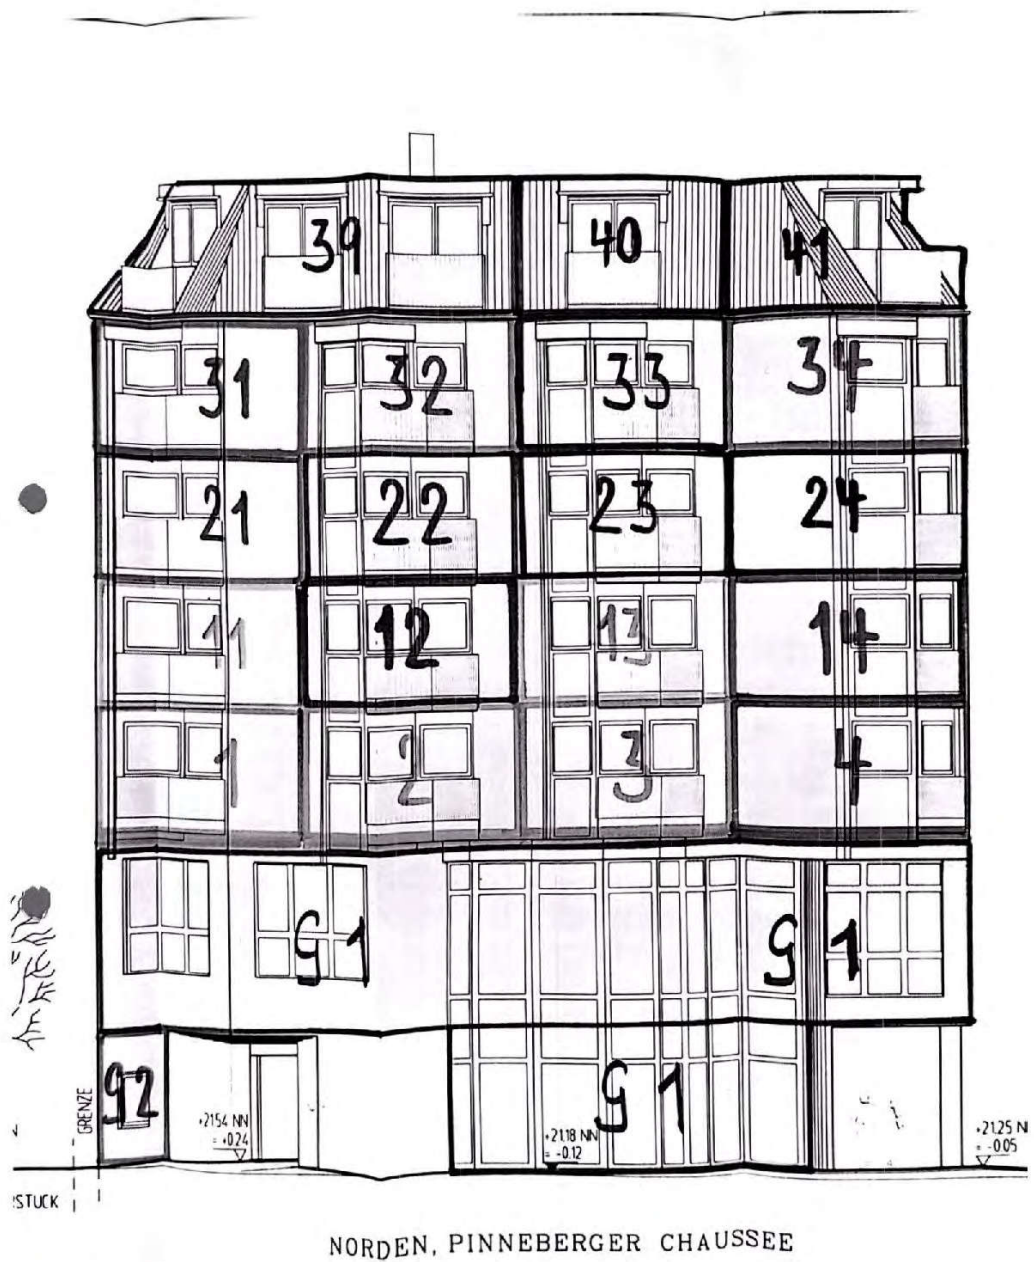 39 40 41
31 32 33 34
21 22 23 24
11 12 13 14
1 2 3 4
G1 G1
G2 G1
GRENZE
+21.54 NN
= +0.24
+21.18 NN
= -0.12
+21.25 N
= -0.05
STÜCK
NORDEN, PINNEBERGER CHAUSSEE